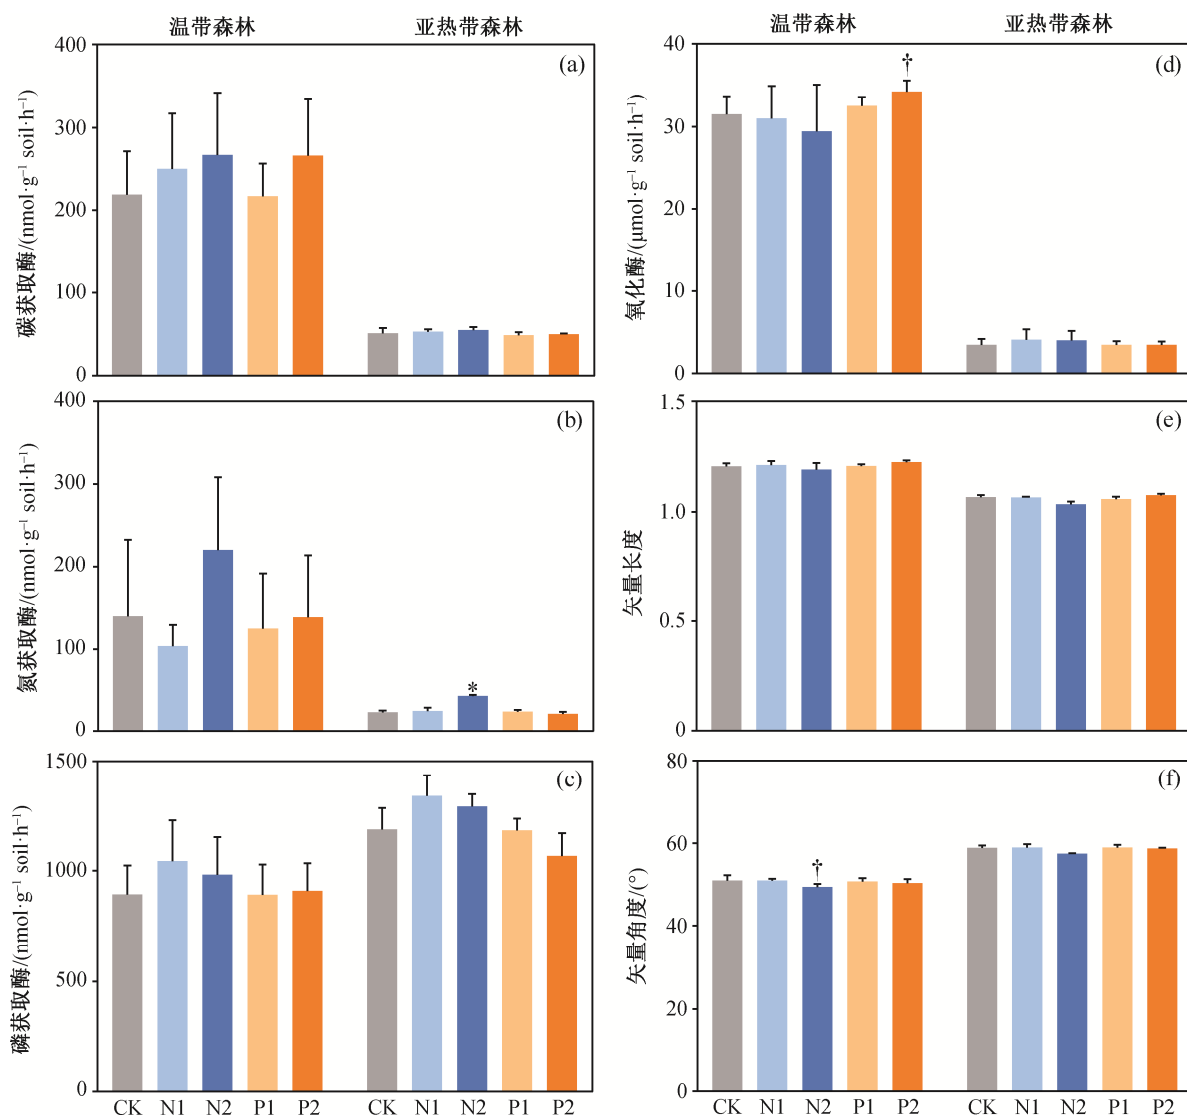 温带森林 亚热带森林
400
300
200
100
0
碳获取酶/(nmol·g⁻¹ soil·h⁻¹)
(a)
400
300
200
100
0
氮获取酶/(nmol·g⁻¹ soil·h⁻¹)
(b)
*
1500
1000
500
0
磷获取酶/(nmol·g⁻¹ soil·h⁻¹)
(c)
CK N1 N2 P1 P2 CK N1 N2 P1 P2
温带森林 亚热带森林
40
30
20
10
0
氧化酶/(μmol·g⁻¹ soil·h⁻¹)
†
(d)
1.5
1.0
0.5
0
矢量长度
(e)
80
60
40
20
0
矢量角度/(°)
†
(f)
CK N1 N2 P1 P2 CK N1 N2 P1 P2